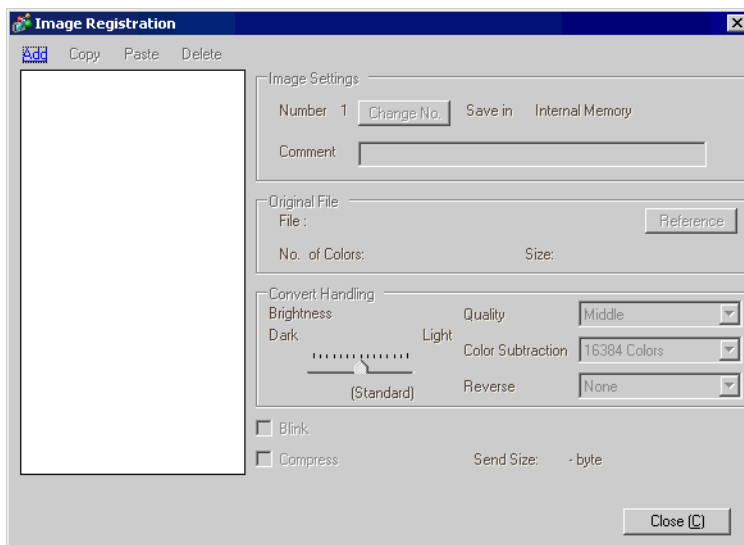 Image Registration
Add Copy Paste Delete
Image Settings
Number 1 Change No. Save in Internal Memory
Comment
Original File
File :
Reference
No. of Colors: Size:
Convert Handling
Brightness
Quality Middle
Dark Light
Color Subtraction 16384 Colors
(Standard)
Reverse None
Blink
Compress Send Size: - byte
Close (C)